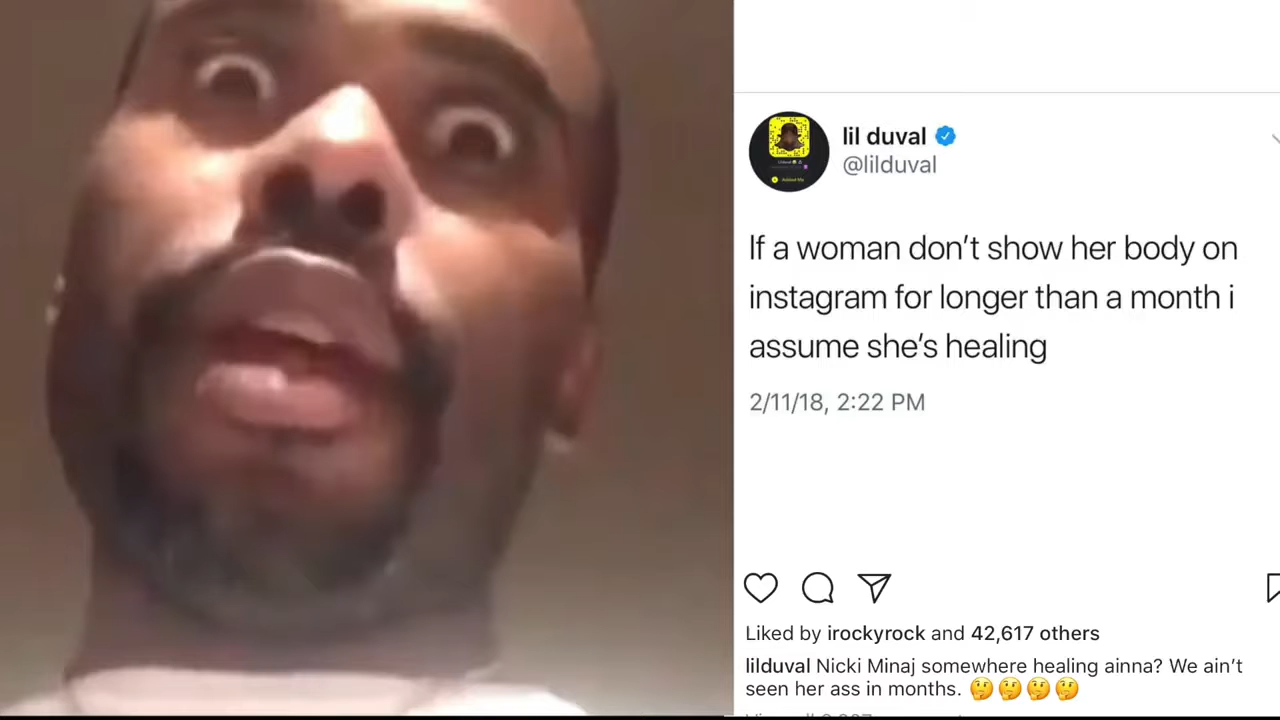 lil duval
@lilduval
If a woman don’t show her body on
instagram for longer than a month i
assume she’s healing
2/11/18, 2:22 PM
Liked by irockyrock and 42,617 others
lilduval Nicki Minaj somewhere healing ainna? We ain’t
seen her ass in months. 🤔🤔🤔🤔